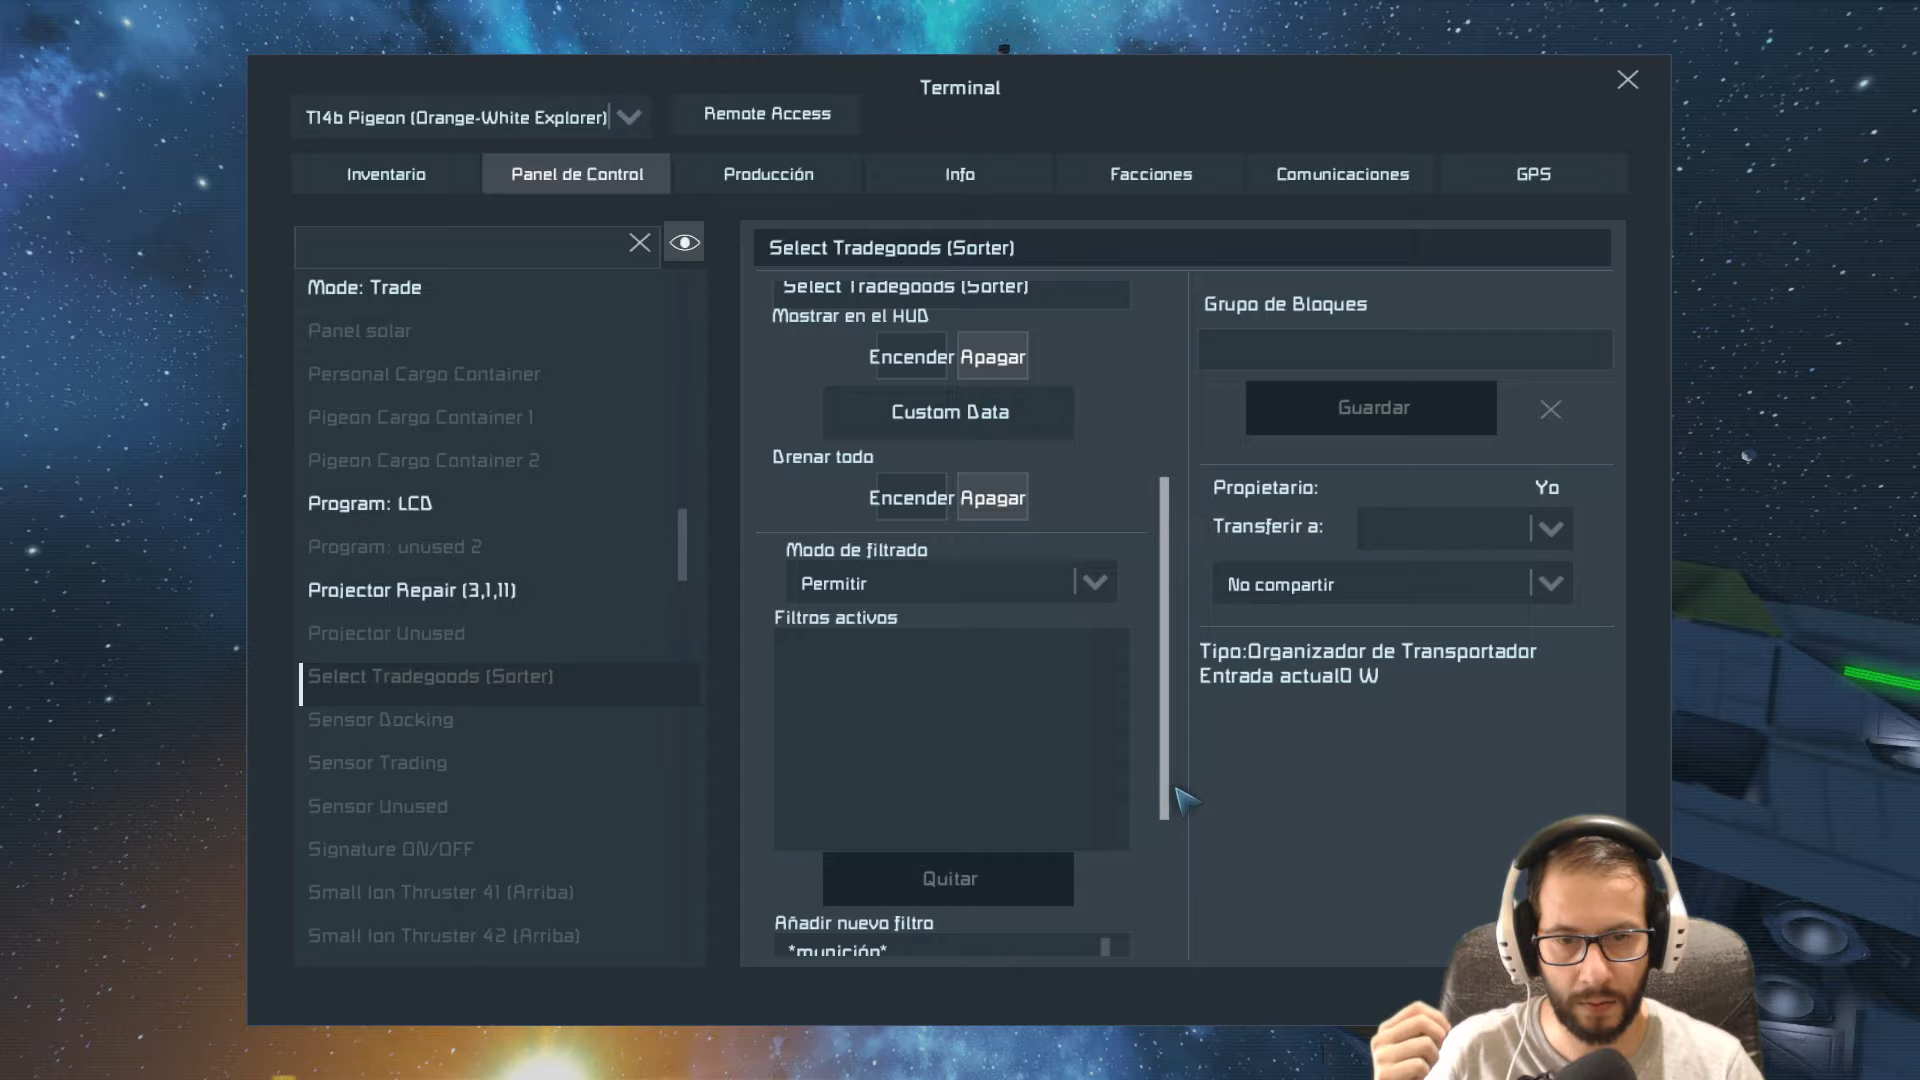 Terminal
T14b Pigeon (Orange-White Explorer)
Remote Access
Inventario
Panel de Control
Producción
Info
Facciones
Comunicaciones
GPS
Mode: Trade
Panel solar
Personal Cargo Container
Pigeon Cargo Container 1
Pigeon Cargo Container 2
Program: LCD
Program: unused 2
Projector Repair (3,1,11)
Projector Unused
Select Tradegoods (Sorter)
Sensor Docking
Sensor Trading
Sensor Unused
Signature ON/OFF
Small Ion Thruster 41 (Arriba)
Small Ion Thruster 42 (Arriba)
Select Tradegoods (Sorter)
Select Tradegoods (Sorter)
Mostrar en el HUD
Encender Apagar
Custom Data
Drenar todo
Encender Apagar
Modo de filtrado
Permitir
Filtros activos
Quitar
Añadir nuevo filtro
*munición*
Grupo de Bloques
Guardar
Propietario: Yo
Transferir a:
No compartir
Tipo:Organizador de Transportador
Entrada actual0 W